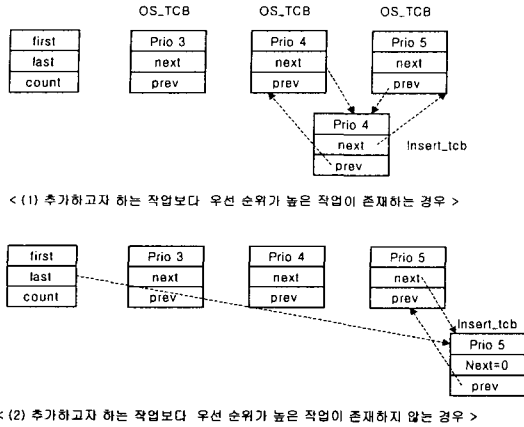 OS_TCB OS_TCB OS_TCB
first Prio 3 Prio 4 Prio 5
last next next next
count prev prev prev
Prio 4
next Insert_tcb
prev
< (1) 추가하고자 하는 작업보다 우선 순위가 높은 작업이 존재하는 경우 >
first Prio 3 Prio 4 Prio 5
last next next next
count prev prev prev
Insert_tcb
Prio 5
Next=0
prev
< (2) 추가하고자 하는 작업보다 우선 순위가 높은 작업이 존재하지 않는 경우 >